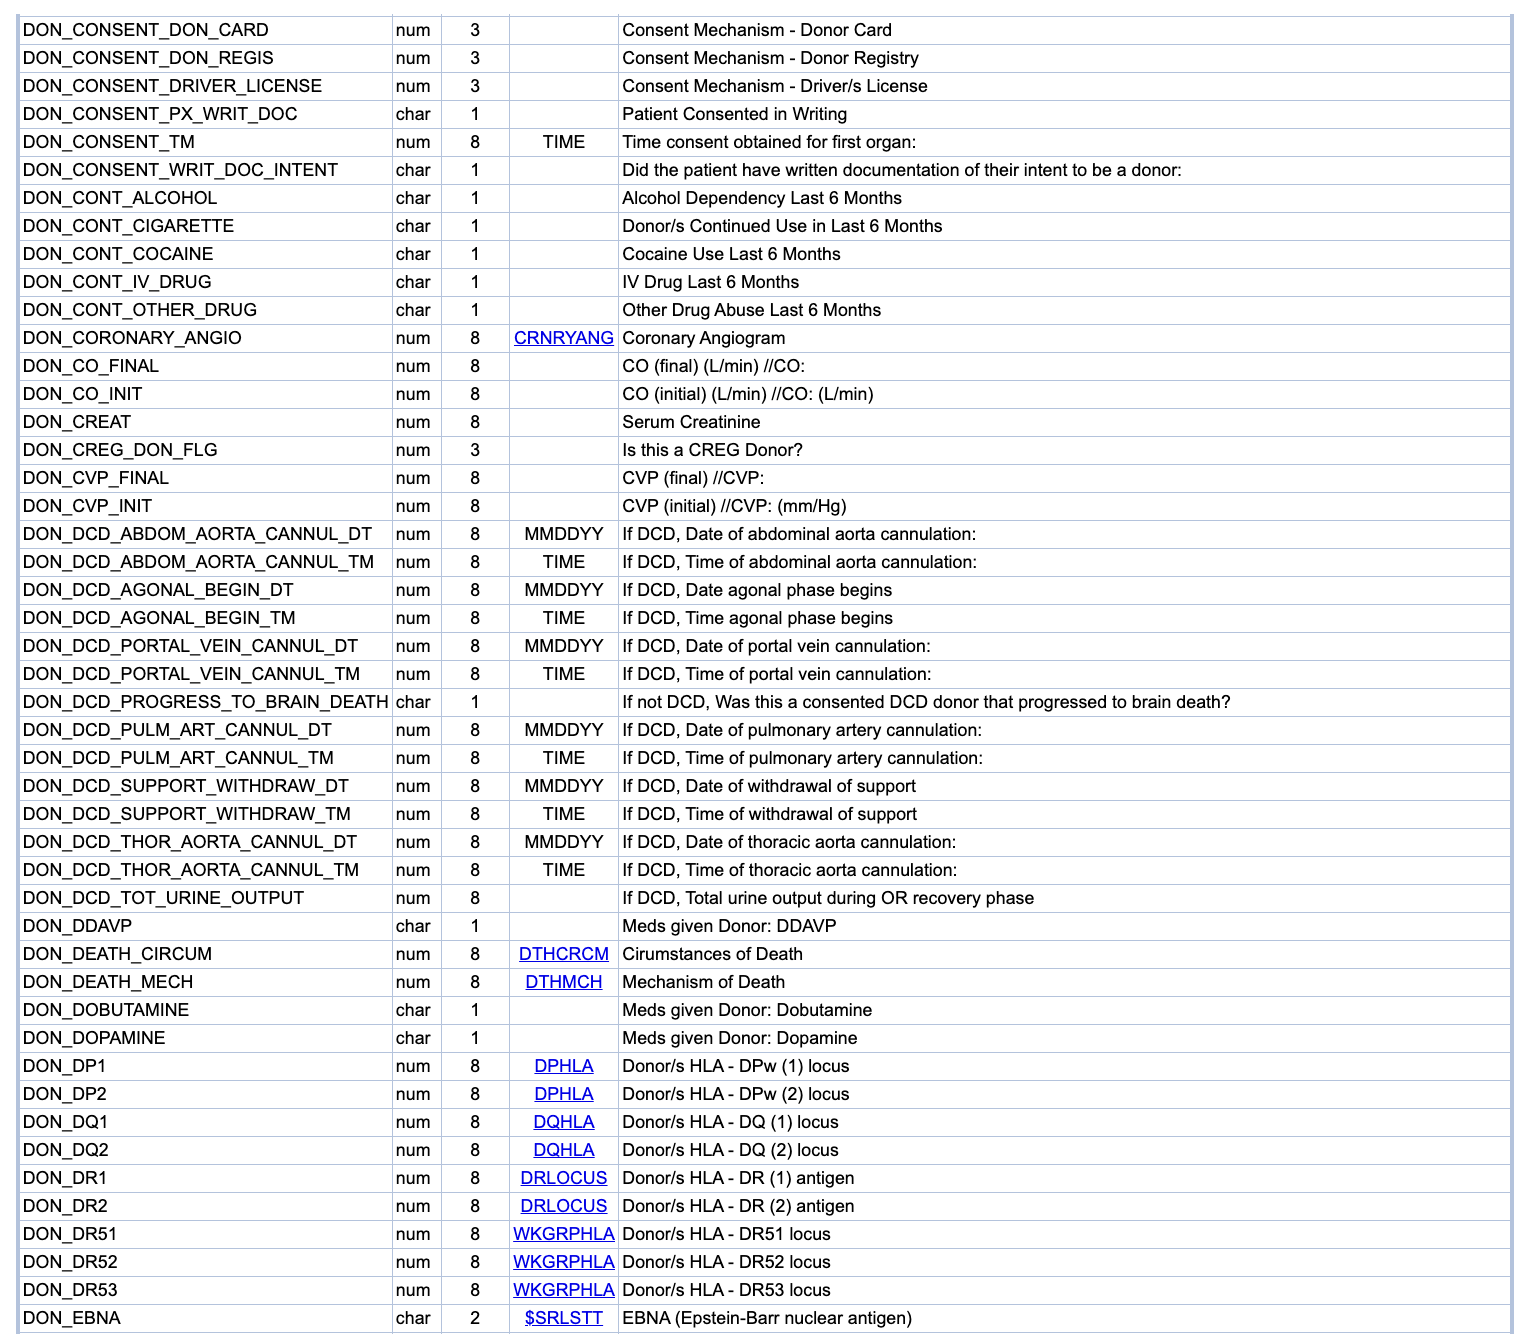 DON_CONSENT_DON_CARD num 3 Consent Mechanism - Donor Card
DON_CONSENT_DON_REGIS num 3 Consent Mechanism - Donor Registry
DON_CONSENT_DRIVER_LICENSE num 3 Consent Mechanism - Driver/s License
DON_CONSENT_PX_WRIT_DOC char 1 Patient Consented in Writing
DON_CONSENT_TM num 8 TIME Time consent obtained for first organ:
DON_CONSENT_WRIT_DOC_INTENT char 1 Did the patient have written documentation of their intent to be a donor:
DON_CONT_ALCOHOL char 1 Alcohol Dependency Last 6 Months
DON_CONT_CIGARETTE char 1 Donor/s Continued Use in Last 6 Months
DON_CONT_COCAINE char 1 Cocaine Use Last 6 Months
DON_CONT_IV_DRUG char 1 IV Drug Last 6 Months
DON_CONT_OTHER_DRUG char 1 Other Drug Abuse Last 6 Months
DON_CORONARY_ANGIO num 8 CRNRYANG Coronary Angiogram
DON_CO_FINAL num 8 CO (final) (L/min) //CO:
DON_CO_INIT num 8 CO (initial) (L/min) //CO: (L/min)
DON_CREAT num 8 Serum Creatinine
DON_CREG_DON_FLG num 3 Is this a CREG Donor?
DON_CVP_FINAL num 8 CVP (final) //CVP:
DON_CVP_INIT num 8 CVP (initial) //CVP: (mm/Hg)
DON_DCD_ABDOM_AORTA_CANNUL_DT num 8 MMDDYY If DCD, Date of abdominal aorta cannulation:
DON_DCD_ABDOM_AORTA_CANNUL_TM num 8 TIME If DCD, Time of abdominal aorta cannulation:
DON_DCD_AGONAL_BEGIN_DT num 8 MMDDYY If DCD, Date agonal phase begins
DON_DCD_AGONAL_BEGIN_TM num 8 TIME If DCD, Time agonal phase begins
DON_DCD_PORTAL_VEIN_CANNUL_DT num 8 MMDDYY If DCD, Date of portal vein cannulation:
DON_DCD_PORTAL_VEIN_CANNUL_TM num 8 TIME If DCD, Time of portal vein cannulation:
DON_DCD_PROGRESS_TO_BRAIN_DEATH char 1 If not DCD, Was this a consented DCD donor that progressed to brain death?
DON_DCD_PULM_ART_CANNUL_DT num 8 MMDDYY If DCD, Date of pulmonary artery cannulation:
DON_DCD_PULM_ART_CANNUL_TM num 8 TIME If DCD, Time of pulmonary artery cannulation:
DON_DCD_SUPPORT_WITHDRAW_DT num 8 MMDDYY If DCD, Date of withdrawal of support
DON_DCD_SUPPORT_WITHDRAW_TM num 8 TIME If DCD, Time of withdrawal of support
DON_DCD_THOR_AORTA_CANNUL_DT num 8 MMDDYY If DCD, Date of thoracic aorta cannulation:
DON_DCD_THOR_AORTA_CANNUL_TM num 8 TIME If DCD, Time of thoracic aorta cannulation:
DON_DCD_TOT_URINE_OUTPUT num 8 If DCD, Total urine output during OR recovery phase
DON_DDAVP char 1 Meds given Donor: DDAVP
DON_DEATH_CIRCUM num 8 DTHCRCM Cirumstances of Death
DON_DEATH_MECH num 8 DTHMCH Mechanism of Death
DON_DOBUTAMINE char 1 Meds given Donor: Dobutamine
DON_DOPAMINE char 1 Meds given Donor: Dopamine
DON_DP1 num 8 DPHLA Donor/s HLA - DPw (1) locus
DON_DP2 num 8 DPHLA Donor/s HLA - DPw (2) locus
DON_DQ1 num 8 DQHLA Donor/s HLA - DQ (1) locus
DON_DQ2 num 8 DQHLA Donor/s HLA - DQ (2) locus
DON_DR1 num 8 DRLOCUS Donor/s HLA - DR (1) antigen
DON_DR2 num 8 DRLOCUS Donor/s HLA - DR (2) antigen
DON_DR51 num 8 WKGRPHLA Donor/s HLA - DR51 locus
DON_DR52 num 8 WKGRPHLA Donor/s HLA - DR52 locus
DON_DR53 num 8 WKGRPHLA Donor/s HLA - DR53 locus
DON_EBNA char 2 $SRLSTT EBNA (Epstein-Barr nuclear antigen)